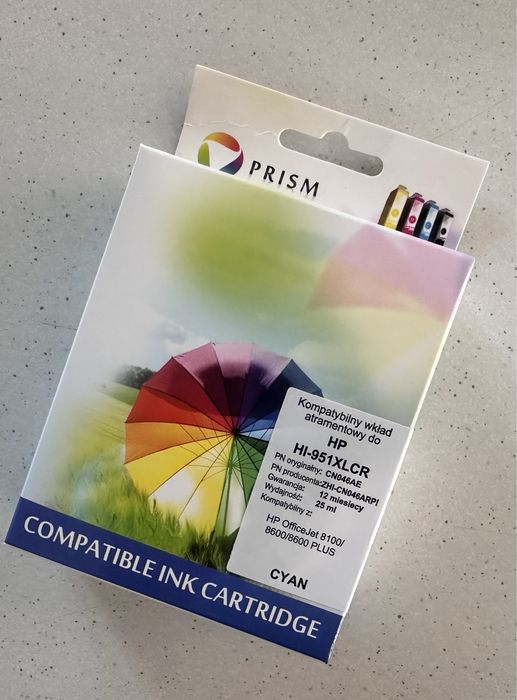 PRISM
Kompatybilny wkład
atramentowy do
HP
HI-951XLCR
PN oryginalny: CN046AE
PN producenta:ZHI-CN046ARPI
Gwarancja: 12 miesięcy
Wydajność: 25 ml
Kompatybilny z:
HP OfficeJet 8100/
8600/8600 PLUS
CYAN
COMPATIBLE INK CARTRIDGE